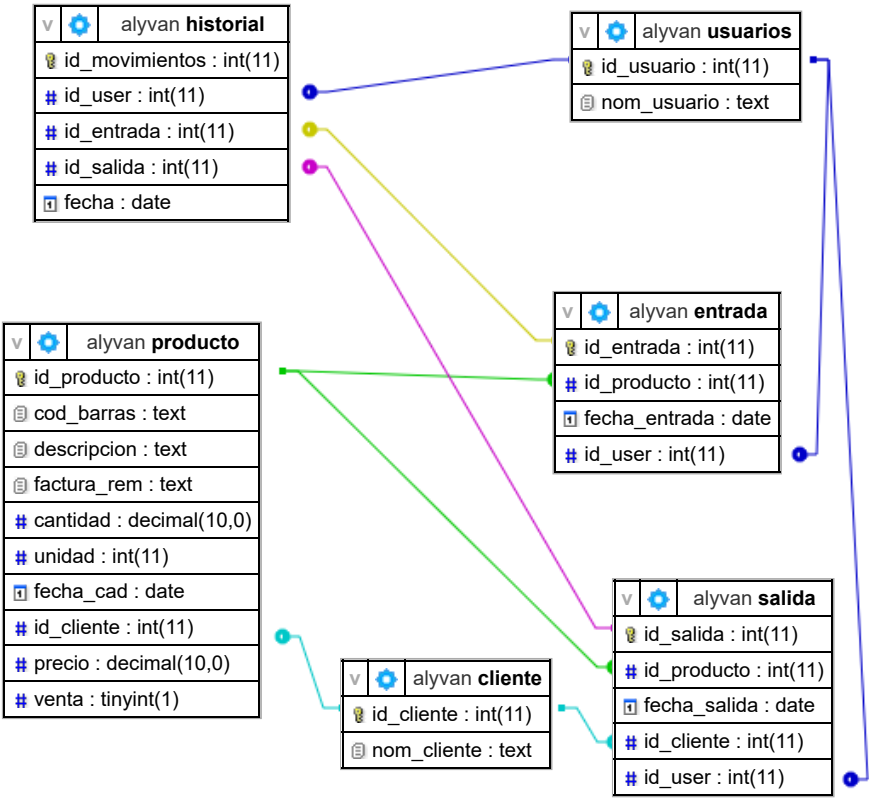 v alyvan historial
id_movimientos : int(11)
# id_user : int(11)
# id_entrada : int(11)
# id_salida : int(11)
fecha : date
v alyvan usuarios
id_usuario : int(11)
nom_usuario : text
v alyvan entrada
id_entrada : int(11)
# id_producto : int(11)
fecha_entrada : date
# id_user : int(11)
v alyvan producto
id_producto : int(11)
cod_barras : text
descripcion : text
factura_rem : text
# cantidad : decimal(10,0)
# unidad : int(11)
fecha_cad : date
# id_cliente : int(11)
# precio : decimal(10,0)
# venta : tinyint(1)
v alyvan cliente
id_cliente : int(11)
nom_cliente : text
v alyvan salida
id_salida : int(11)
# id_producto : int(11)
fecha_salida : date
# id_cliente : int(11)
# id_user : int(11)